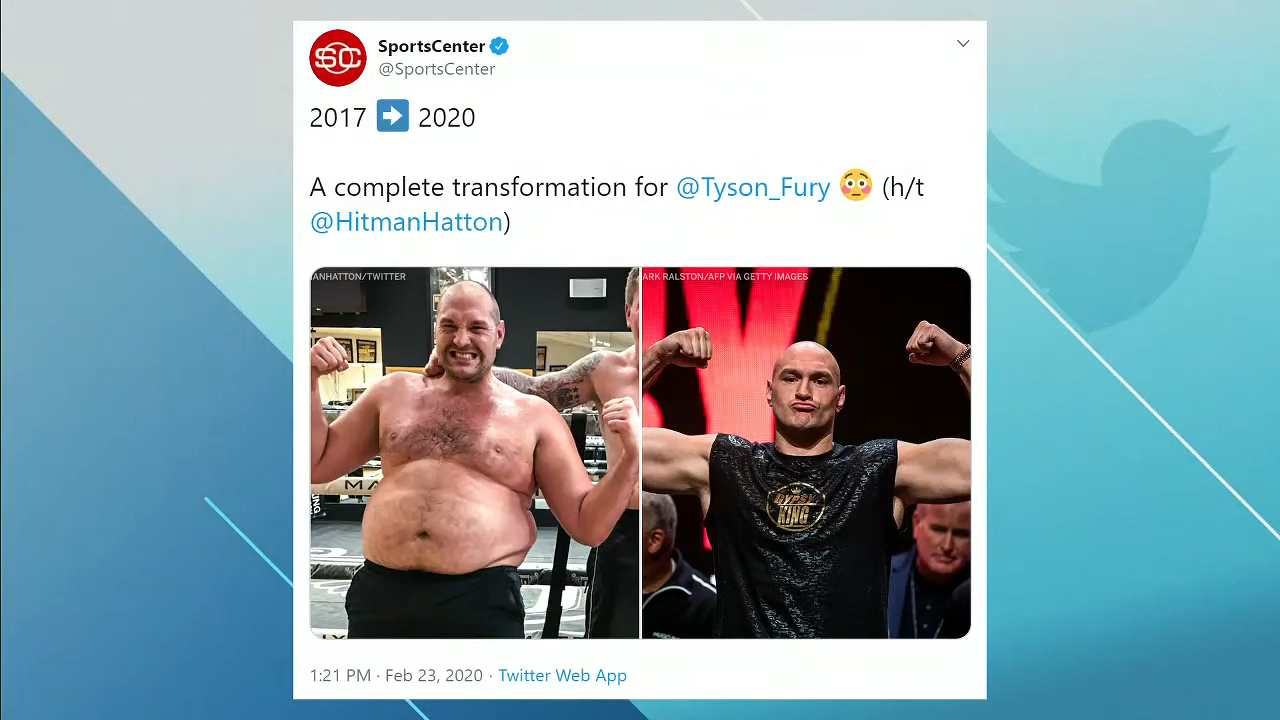 SC
SportsCenter
@SportsCenter
2017 ➡️ 2020
A complete transformation for @Tyson_Fury 😳 (h/t
@HitmanHatton)
ANHATTON/TWITTER
ARK RALSTON/AFP VIA GETTY IMAGES
GYPSY
KING
1:21 PM · Feb 23, 2020 · Twitter Web App